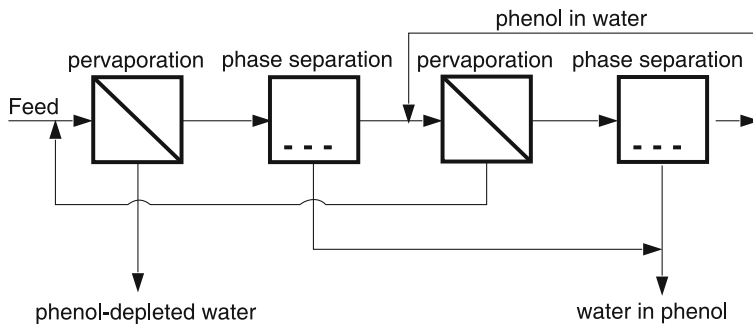 phenol in water
pervaporation
phase separation
pervaporation
phase separation
Feed
phenol-depleted water
water in phenol